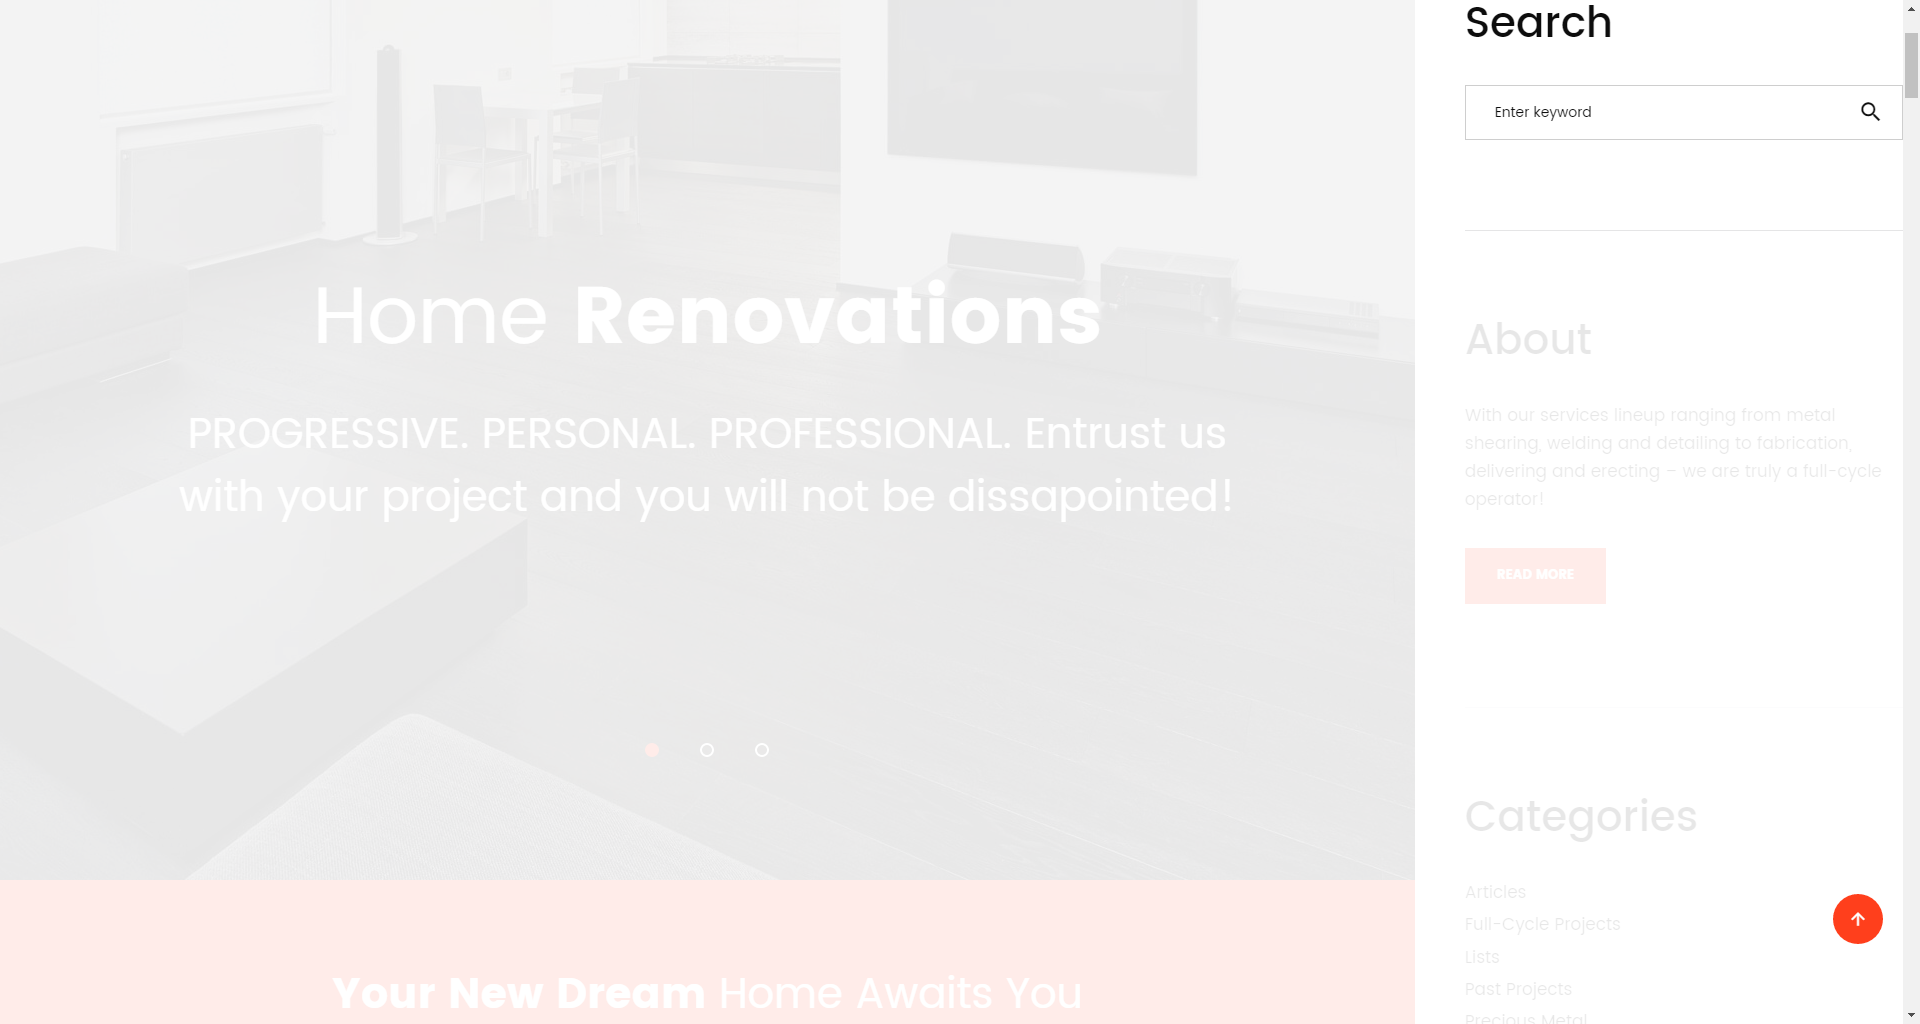 Search
Enter keyword
Home Renovations
PROGRESSIVE. PERSONAL. PROFESSIONAL. Entrust us
with your project and you will not be dissapointed!
Your New Dream Home Awaits You
About
With our services lineup ranging from metal
shearing, welding and detailing to fabrication,
delivering and erecting – we are truly a full-cycle
operator!
READ MORE
Categories
Articles
Full-Cycle Projects
Lists
Past Projects
Precious Metal